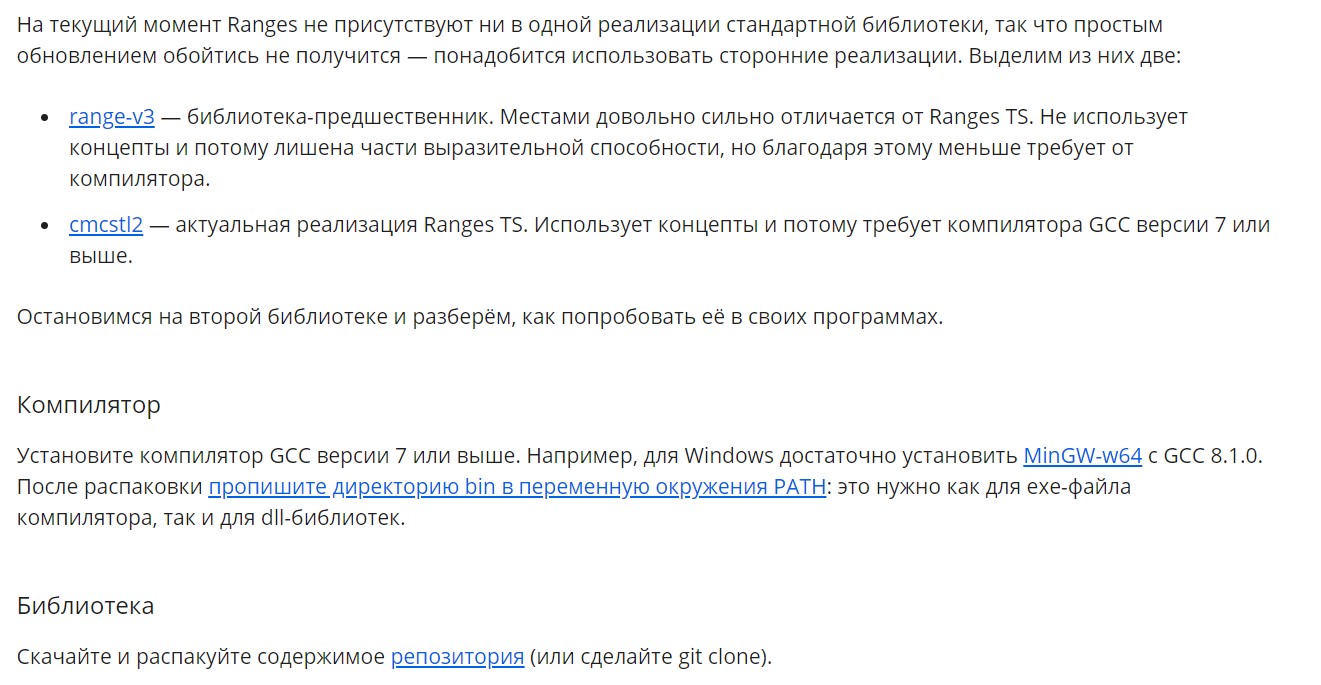 На текущий момент Ranges не присутствуют ни в одной реализации стандартной библиотеки, так что простым
обновлением обойтись не получится — понадобится использовать сторонние реализации. Выделим из них две:
• range-v3 — библиотека-предшественник. Местами довольно сильно отличается от Ranges TS. Не использует
концепты и потому лишена части выразительной способности, но благодаря этому меньше требует от
компилятора.
• cmcstl2 — актуальная реализация Ranges TS. Использует концепты и потому требует компилятора GCC версии 7 или
выше.
Остановимся на второй библиотеке и разберём, как попробовать её в своих программах.
Компилятор
Установите компилятор GCC версии 7 или выше. Например, для Windows достаточно установить MinGW-w64 с GCC 8.1.0.
После распаковки пропишите директорию bin в переменную окружения PATH: это нужно как для exe-файла
компилятора, так и для dll-библиотек.
Библиотека
Скачайте и распакуйте содержимое репозитория (или сделайте git clone).